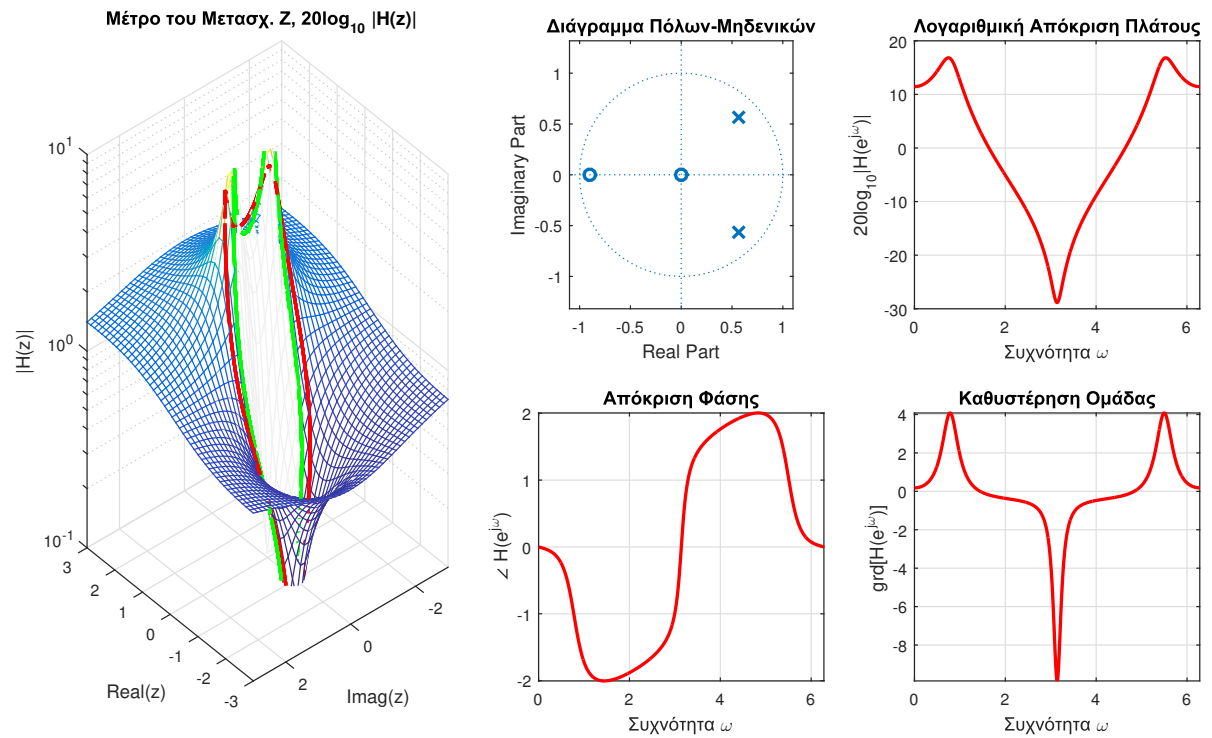 Μέτρο του Μετασχ. Ζ, 20log10 |H(z)|
10^1
10^0
10^-1
|H(z)|
3
2
1
0
-1
-2
-3
Real(z)
2
0
-2
Imag(z)
Διάγραμμα Πόλων-Μηδενικών
1
0.5
0
-0.5
-1
Imaginary Part
-1 -0.5 0 0.5 1
Real Part
Λογαριθμική Απόκριση Πλάτους
20
10
0
-10
-20
-30
20log10|H(e^jω)|
0 2 4 6
Συχνότητα ω
Απόκριση Φάσης
2
1
0
-1
-2
∠ H(e^jω)
0 2 4 6
Συχνότητα ω
Καθυστέρηση Ομάδας
4
2
0
-2
-4
-6
-8
grd[H(e^jω)]
0 2 4 6
Συχνότητα ω